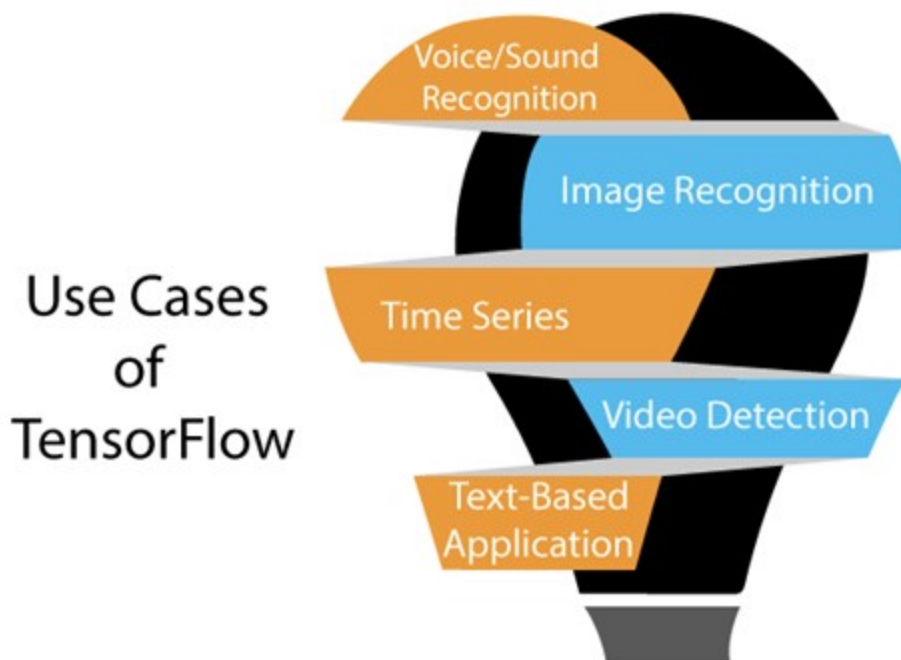 Use Cases
of
TensorFlow
Voice/Sound
Recognition
Image Recognition
Time Series
Video Detection
Text-Based
Application